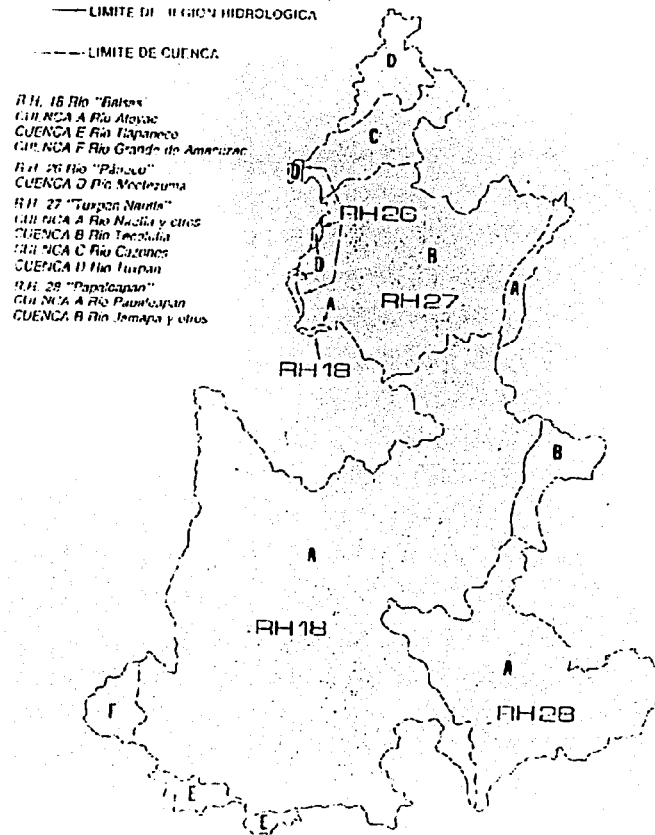 LIMITE DE REGION HIDROLOGICA
LIMITE DE CUENCA
R.H. 18 Río "Balsas"
CUENCA A Río Atoyac
CUENCA E Río Tlapaneco
CUENCA F Río Grande de Amacuzac
R.H. 26 Río "Pánuco"
CUENCA D Río Moctezuma
R.H. 27 "Tuxpan Nautla"
CUENCA A Río Nautla y otros
CUENCA B Río Tecolutla
CUENCA C Río Cazones
CUENCA D Río Tuxpan
R.H. 28 "Papaloapan"
CUENCA A Río Papaloapan
CUENCA B Río Jamapa y otros
D
C
D
RH26
B
D
A
RH27
A
RH18
B
A
RH18
A
RH28
F
E
E